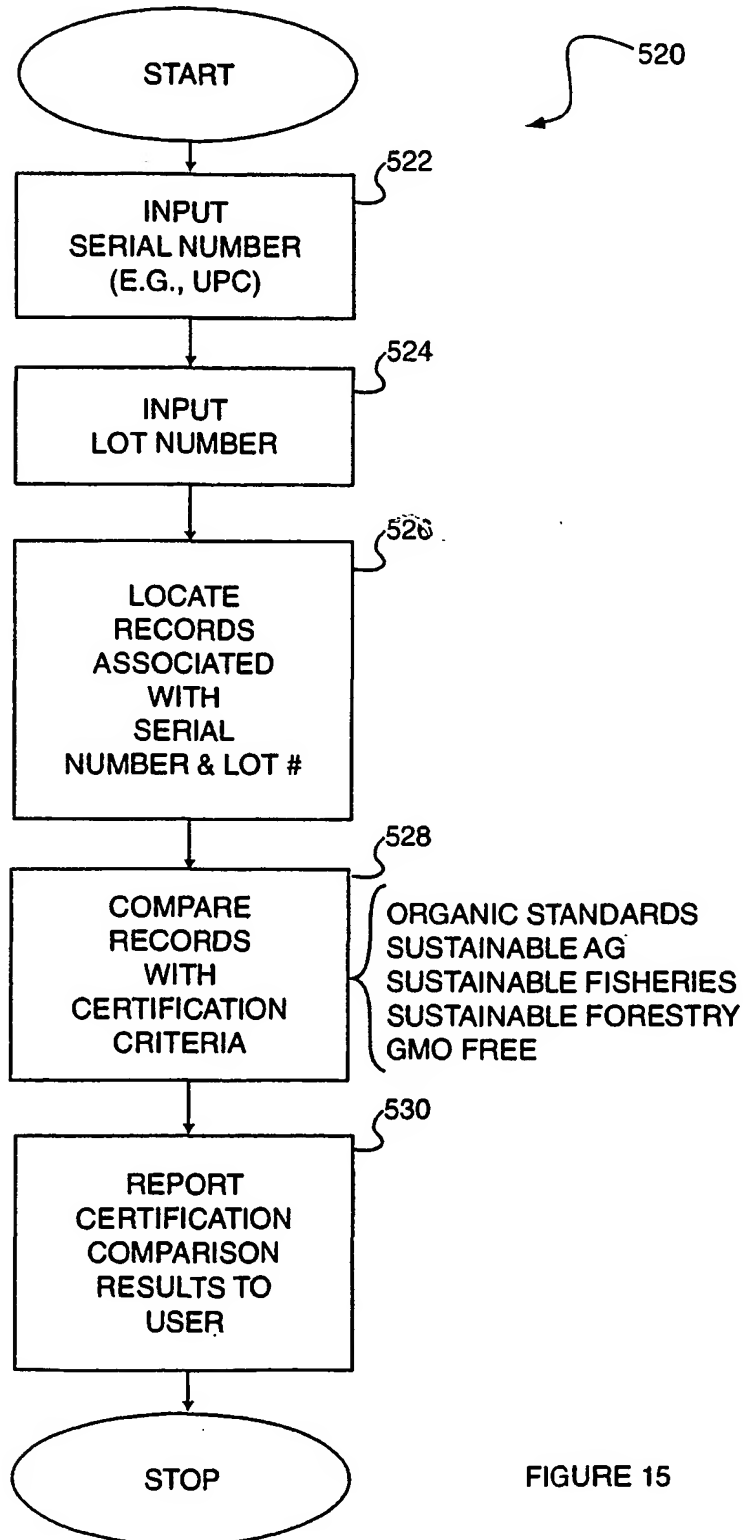 START
520
522
INPUT
SERIAL NUMBER
(E.G., UPC)
524
INPUT
LOT NUMBER
526
LOCATE
RECORDS
ASSOCIATED
WITH
SERIAL
NUMBER & LOT #
528
COMPARE
RECORDS
WITH
CERTIFICATION
CRITERIA
ORGANIC STANDARDS
SUSTAINABLE AG
SUSTAINABLE FISHERIES
SUSTAINABLE FORESTRY
GMO FREE
530
REPORT
CERTIFICATION
COMPARISON
RESULTS TO
USER
STOP
FIGURE 15